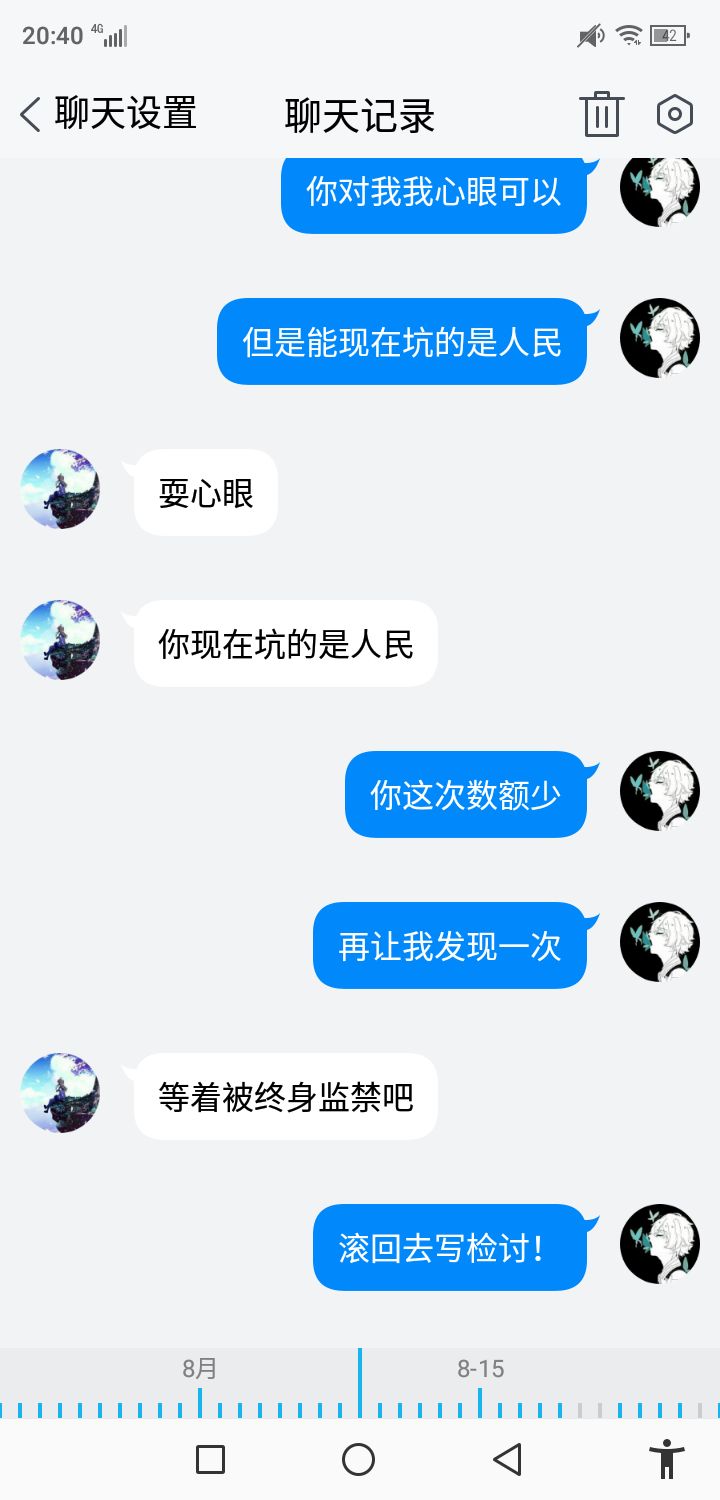 20:40 4G 42
聊天设置 聊天记录
你对我我心眼可以
但是能现在坑的是人民
耍心眼
你现在坑的是人民
你这次数额少
再让我发现一次
等着被终身监禁吧
滚回去写检讨！
8月 8-15